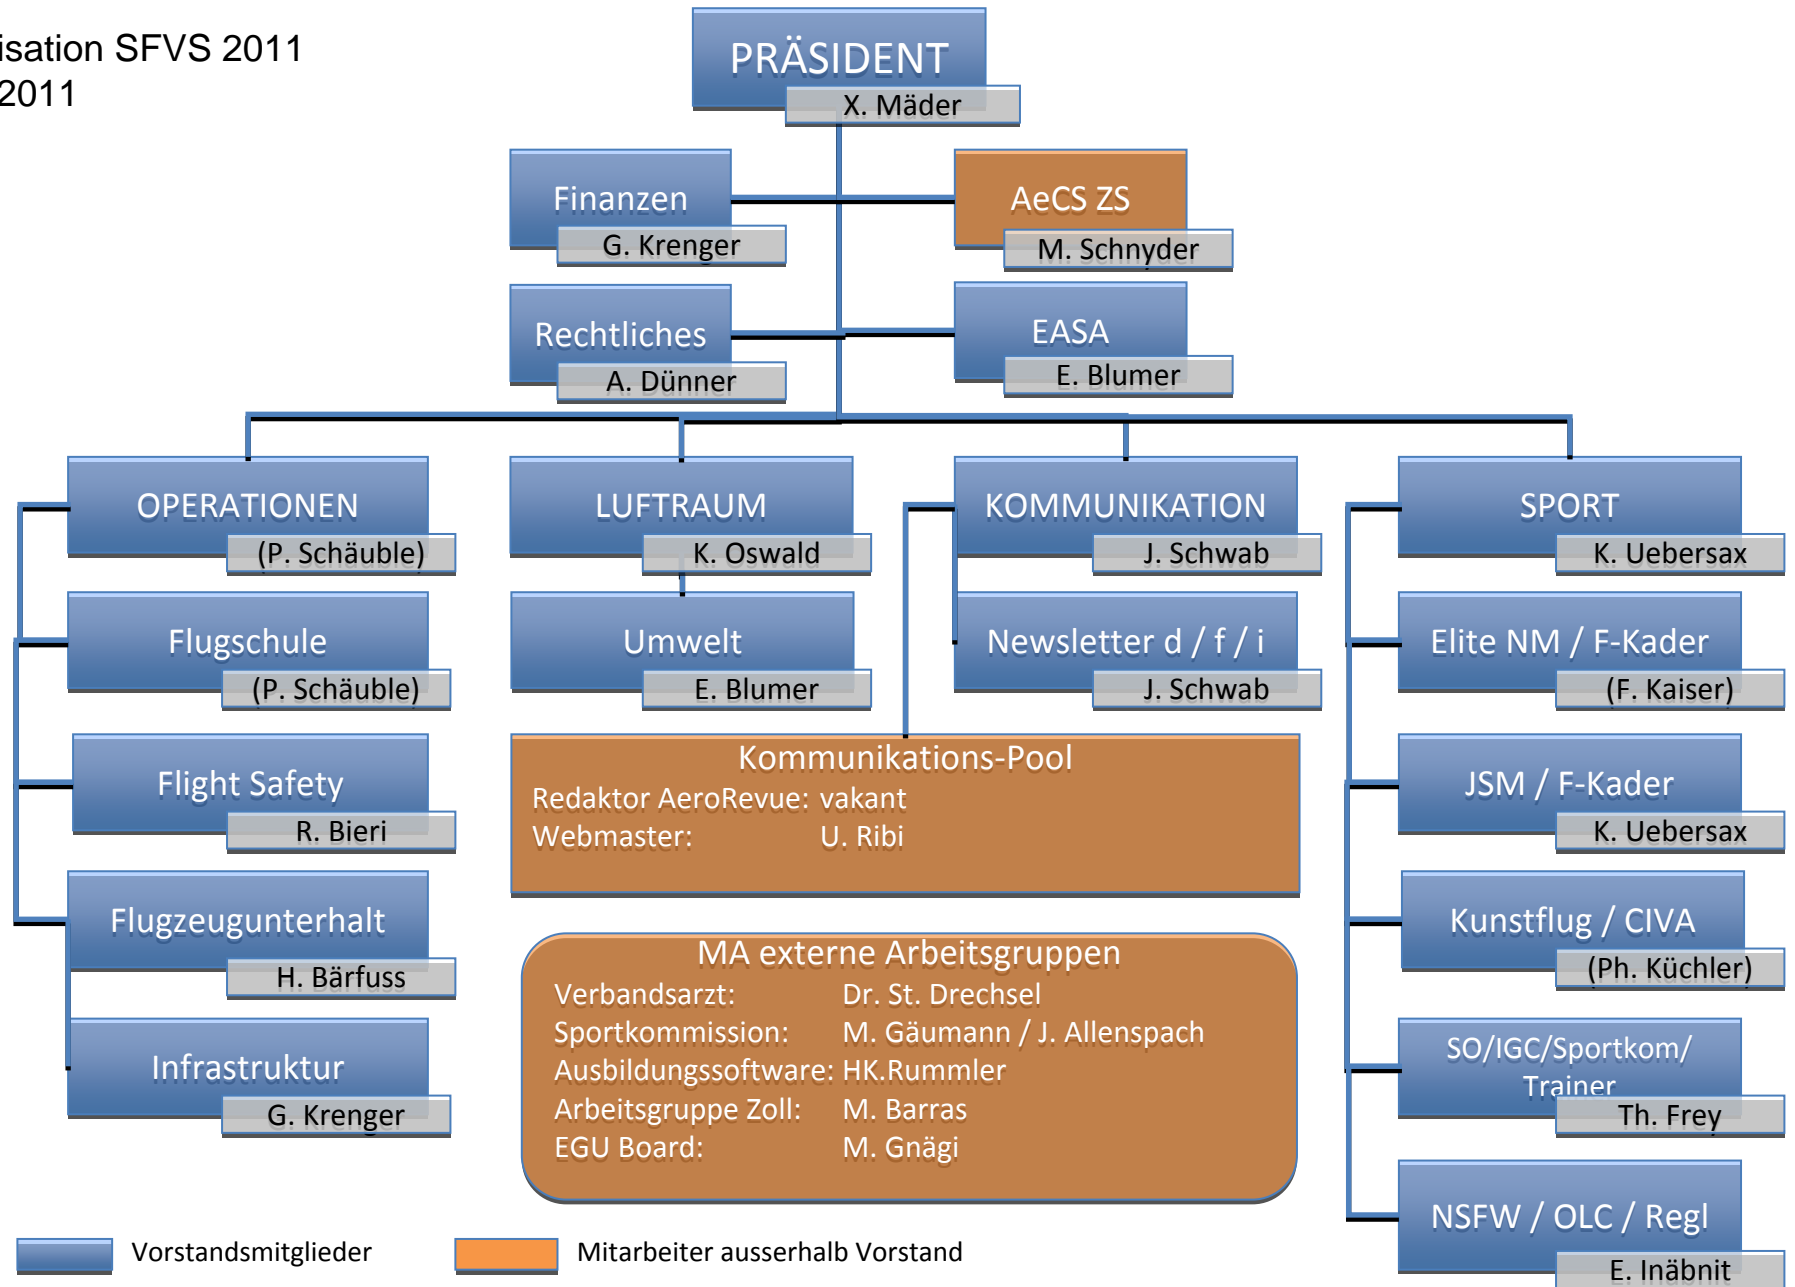 isation SFVS 2011
2011
PRÄSIDENT
X. Mäder
Finanzen
G. Krenger
AeCS ZS
M. Schnyder
Rechtliches
A. Dünner
EASA
E. Blumer
OPERATIONEN
(P. Schäuble)
LUFTRAUM
K. Oswald
KOMMUNIKATION
J. Schwab
SPORT
K. Uebersax
Flugschule
(P. Schäuble)
Umwelt
E. Blumer
Newsletter d / f / i
J. Schwab
Elite NM / F-Kader
(F. Kaiser)
Flight Safety
R. Bieri
Kommunikations-Pool
Redaktor AeroRevue: vakant
Webmaster: U. Ribi
JSM / F-Kader
K. Uebersax
Flugzeugunterhalt
H. Bärfuss
Kunstflug / CIVA
(Ph. Küchler)
MA externe Arbeitsgruppen
Verbandsarzt: Dr. St. Drechsel
Sportkommission: M. Gäumann / J. Allenspach
Ausbildungssoftware: HK.Rummler
Arbeitsgruppe Zoll: M. Barras
EGU Board: M. Gnägi
Infrastruktur
G. Krenger
SO/IGC/Sportkom/
Trainer
Th. Frey
NSFW / OLC / Regl
E. Inäbnit
Vorstandsmitglieder
Mitarbeiter ausserhalb Vorstand